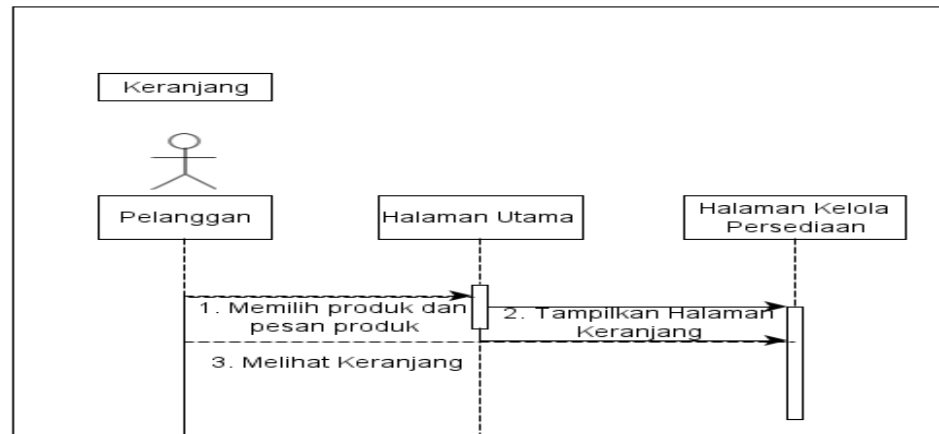 Keranjang
Pelanggan
Halaman Utama
Halaman Kelola
Persediaan
1. Memilih produk dan
pesan produk
2. Tampilkan Halaman
Keranjang
3. Melihat Keranjang